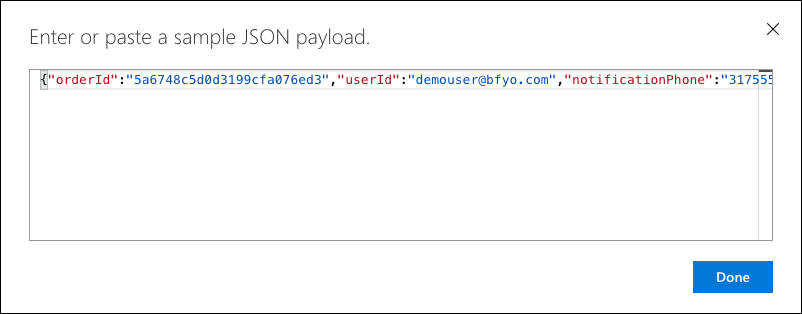 Enter or paste a sample JSON payload.
{"orderId":"5a6748c5d0d3199cfa076ed3","userId":"demouser@bfyo.com","notificationPhone":"317555
Done